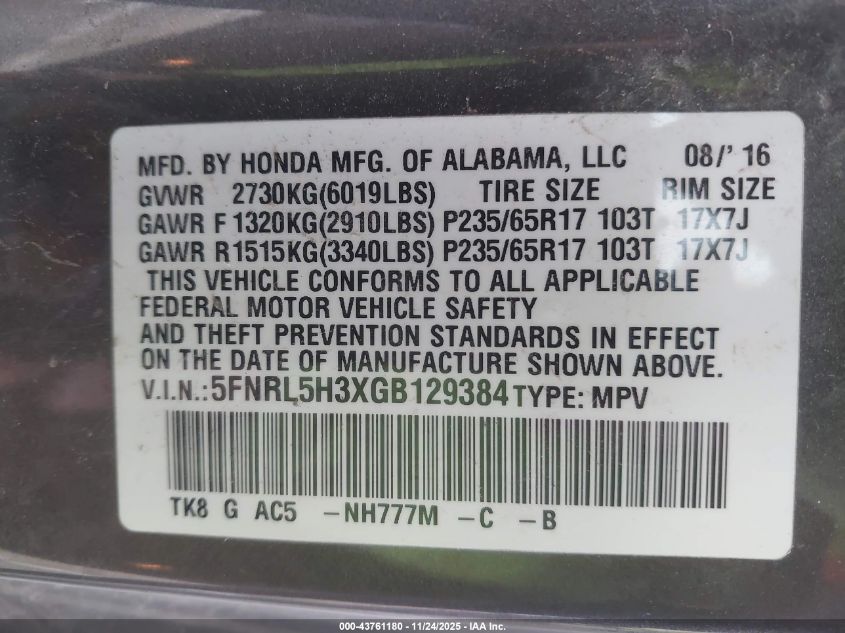 MFD. BY HONDA MFG. OF ALABAMA, LLC 08/' 16
GVWR 2730KG(6019LBS) TIRE SIZE RIM SIZE
GAWR F 1320KG(2910LBS) P235/65R17 103T 17X7J
GAWR R1515KG(3340LBS) P235/65R17 103T 17X7J
THIS VEHICLE CONFORMS TO ALL APPLICABLE
FEDERAL MOTOR VEHICLE SAFETY
AND THEFT PREVENTION STANDARDS IN EFFECT
ON THE DATE OF MANUFACTURE SHOWN ABOVE.
V.I.N.:5FNRL5H3XGB129384 TYPE: MPV
TK8 G AC5 -NH777M -C -B
000-43761180 - 11/24/2025 - IAA Inc.